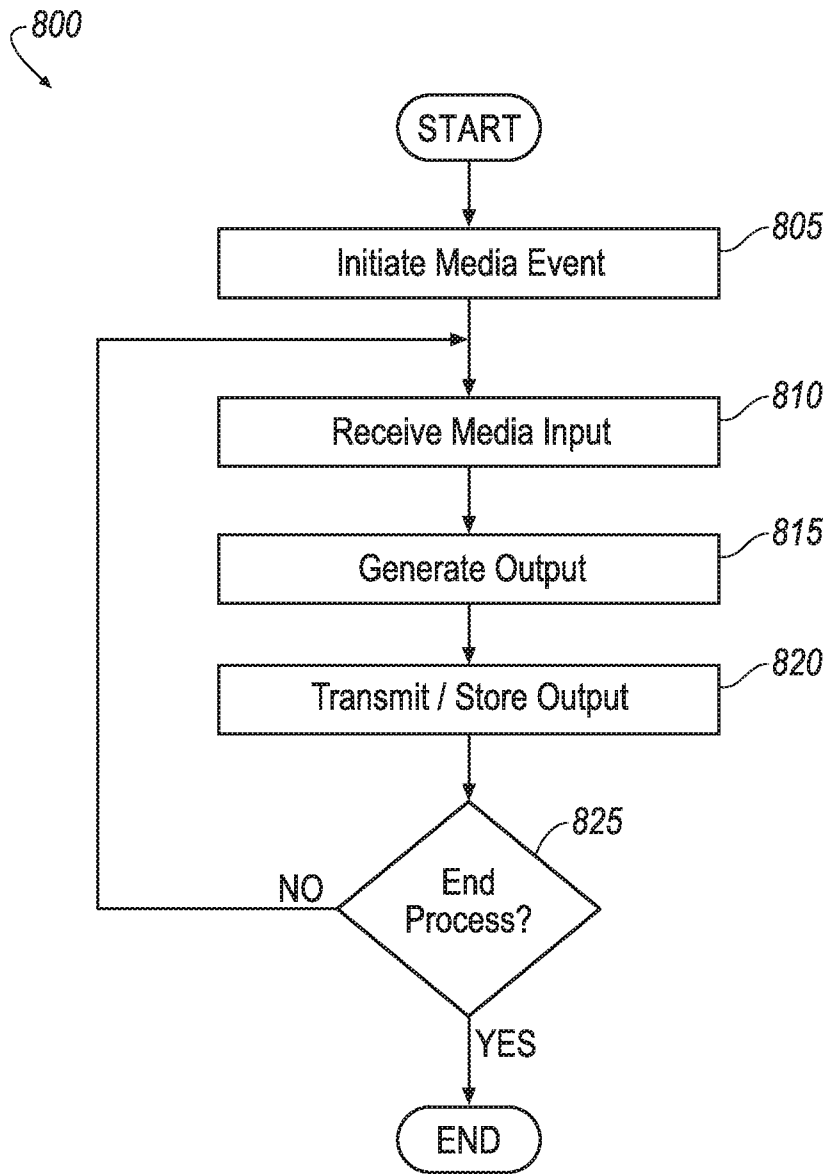 800
START
805
Initiate Media Event
810
Receive Media Input
815
Generate Output
820
Transmit / Store Output
825
End
Process?
NO
YES
END